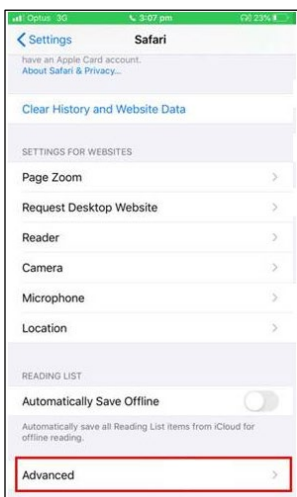 Optus 3G 3:07 pm 23%
Settings Safari
have an Apple Card account.
About Safari & Privacy...
Clear History and Website Data
SETTINGS FOR WEBSITES
Page Zoom
Request Desktop Website
Reader
Camera
Microphone
Location
READING LIST
Automatically Save Offline
Automatically save all Reading List items from iCloud for
offline reading.
Advanced